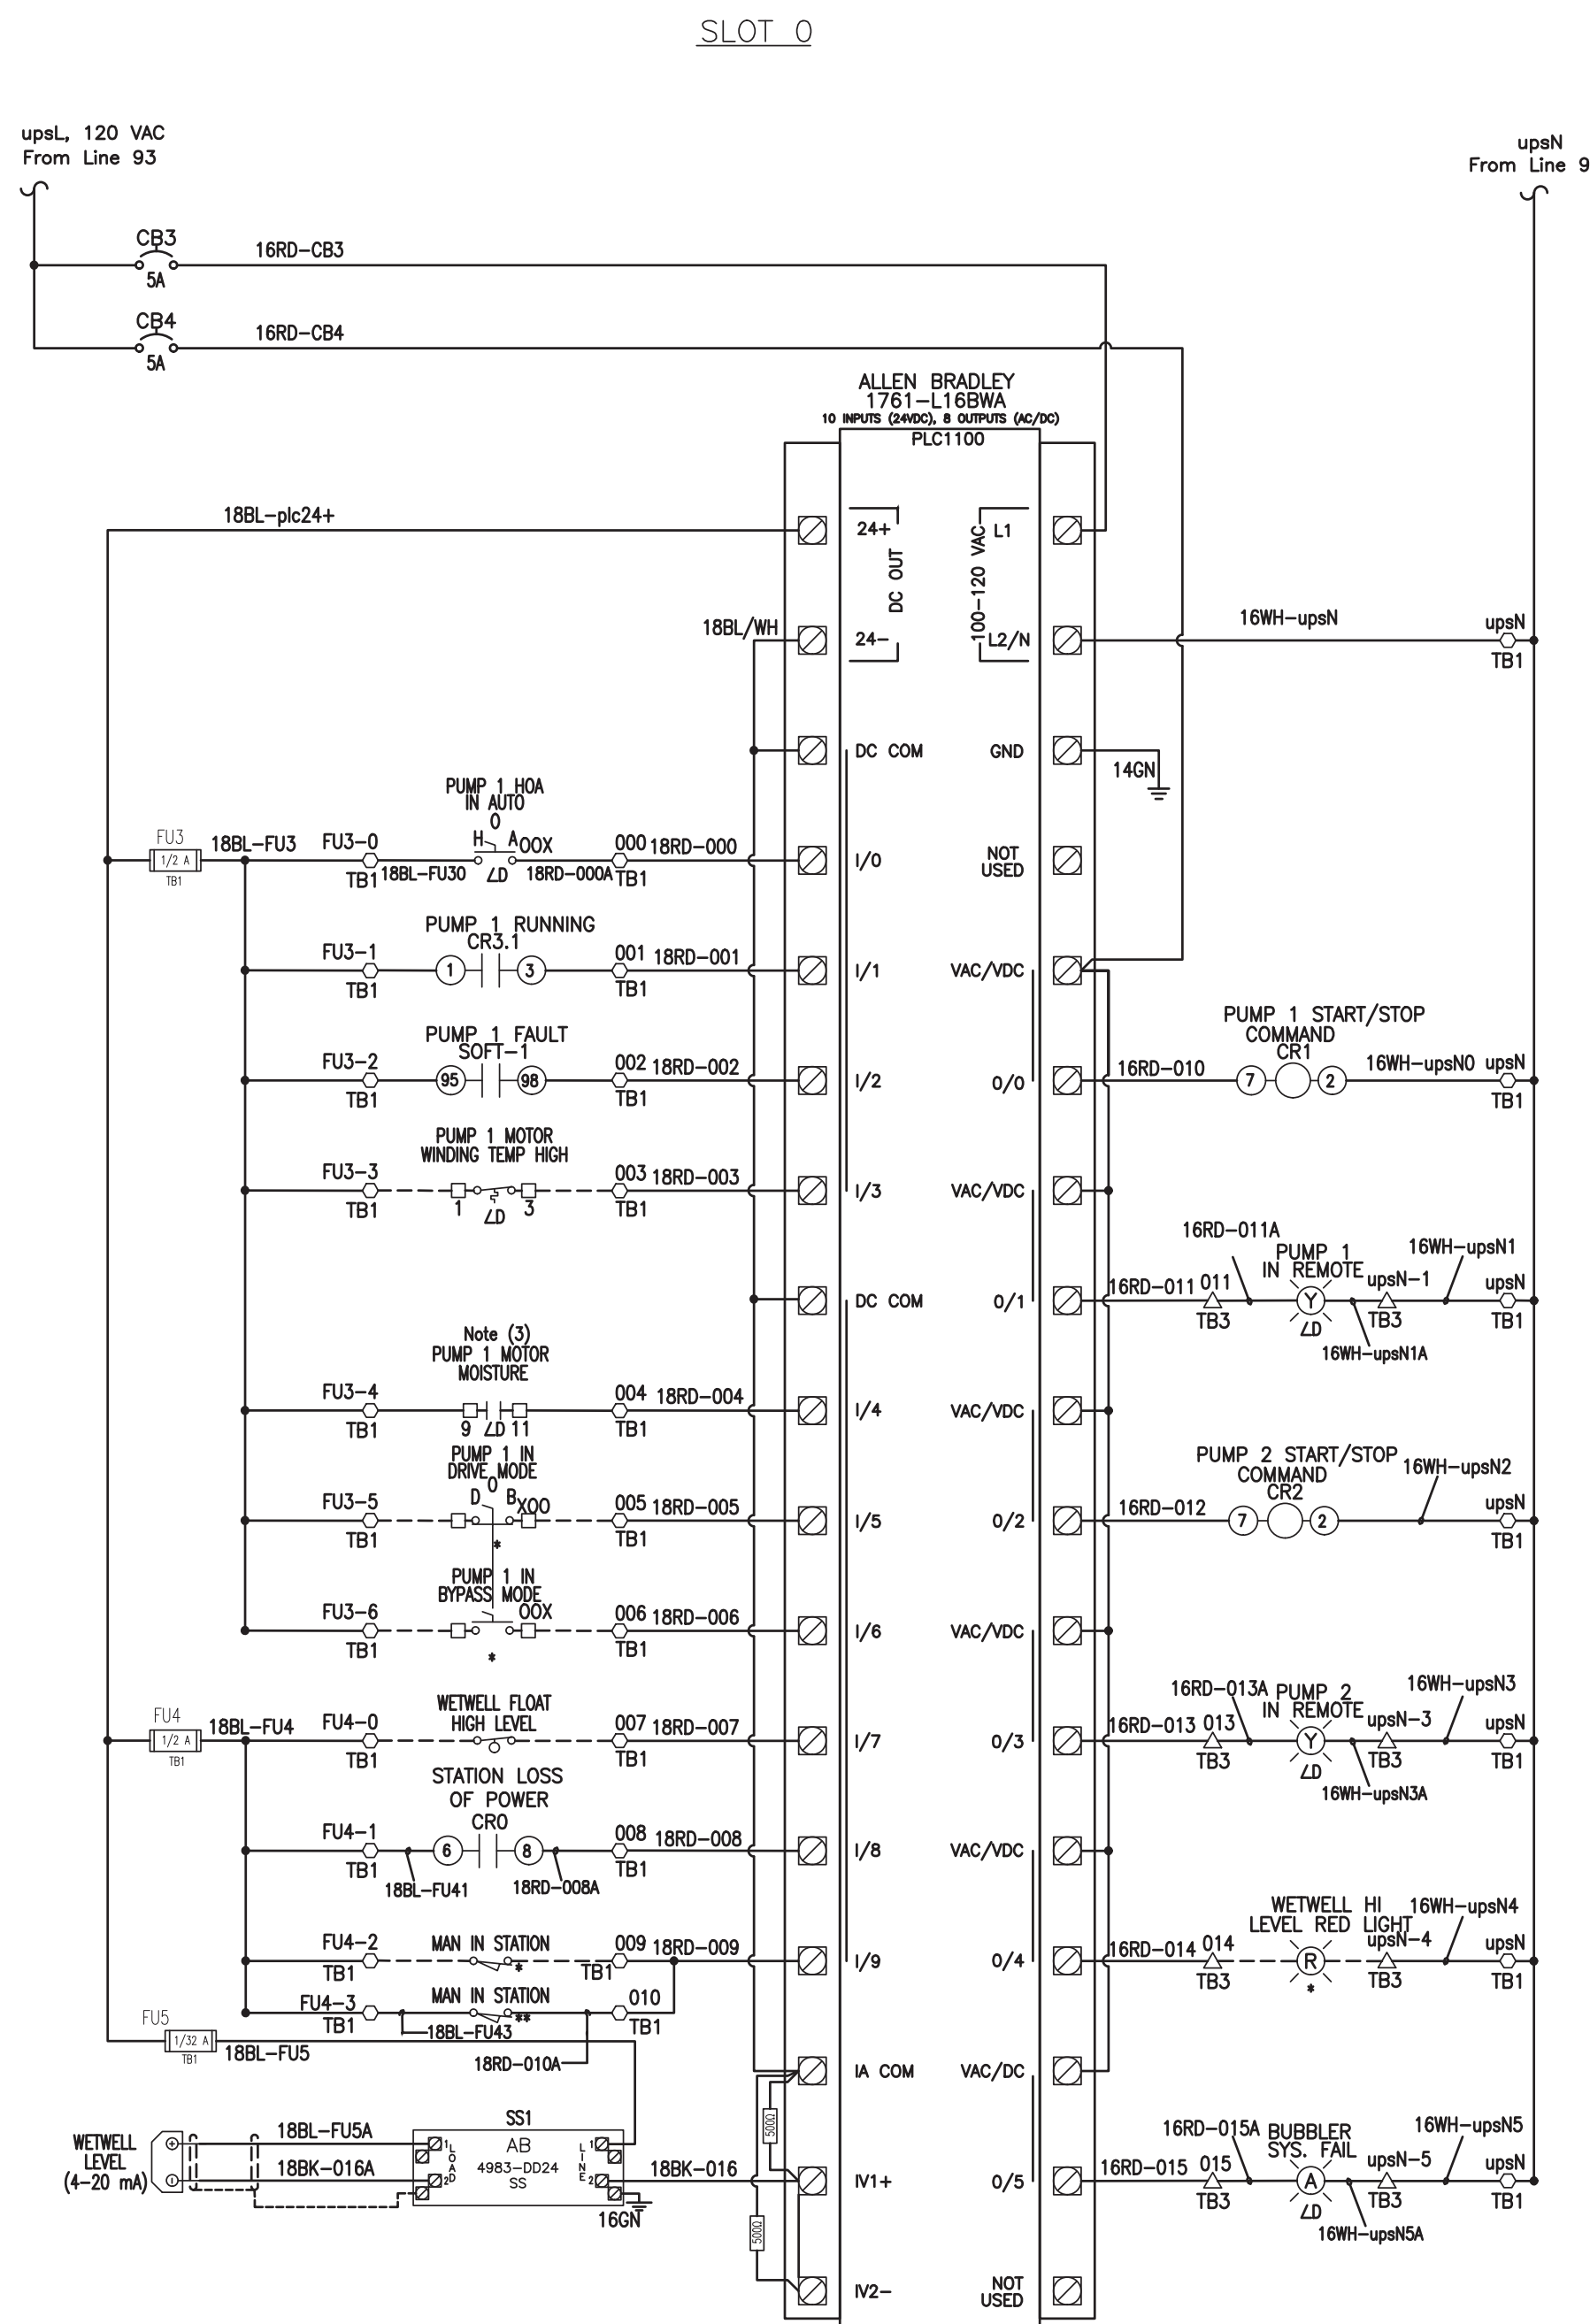 SLOT 0
upsL, 120 VAC
From Line 93
upsN
From Line 9
CB3
16RD-CB3
5A
CB4
16RD-CB4
5A
ALLEN BRADLEY
1761-L16BWA
10 INPUTS (24VDC), 8 OUTPUTS (AC/DC)
PLC1100
18BL-plc24+
24+
DC OUT
100-120 VAC
L1
18BL/WH
24-
L2/N
16WH-upsN
upsN
TB1
DC COM
GND
14GN
PUMP 1 HOA
IN AUTO
0
H A OOX
FU3
1/2 A
TB1
18BL-FU3
FU3-0
TB1
18BL-FU30
∠D
18RD-000A
000
TB1
18RD-000
I/0
NOT
USED
PUMP 1 RUNNING
CR3.1
FU3-1
TB1
1
3
001
TB1
18RD-001
I/1
VAC/VDC
PUMP 1 FAULT
SOFT-1
FU3-2
TB1
95
98
002
TB1
18RD-002
I/2
O/0
16RD-010
PUMP 1 START/STOP
COMMAND
CR1
7
2
16WH-upsN0
upsN
TB1
PUMP 1 MOTOR
WINDING TEMP HIGH
FU3-3
TB1
1
∠D
3
003
TB1
18RD-003
I/3
VAC/VDC
DC COM
O/1
16RD-011
011
TB3
16RD-011A
PUMP 1
IN REMOTE
Y
∠D
upsN-1
TB3
16WH-upsN1
16WH-upsN1A
upsN
TB1
Note (3)
PUMP 1 MOTOR
MOISTURE
FU3-4
TB1
9 ∠D 11
004
TB1
18RD-004
I/4
VAC/VDC
PUMP 1 IN
DRIVE MODE
0
D B XOO
FU3-5
TB1
*
005
TB1
18RD-005
I/5
O/2
16RD-012
PUMP 2 START/STOP
COMMAND
CR2
7
2
16WH-upsN2
upsN
TB1
PUMP 1 IN
BYPASS MODE
OOX
FU3-6
TB1
*
006
TB1
18RD-006
I/6
VAC/VDC
FU4
1/2 A
TB1
18BL-FU4
WETWELL FLOAT
HIGH LEVEL
FU4-0
TB1
007
TB1
18RD-007
I/7
O/3
16RD-013
013
TB3
16RD-013A
PUMP 2
IN REMOTE
Y
∠D
upsN-3
TB3
16WH-upsN3
16WH-upsN3A
upsN
TB1
STATION LOSS
OF POWER
CR0
FU4-1
TB1
18BL-FU41
6
8
18RD-008A
008
TB1
18RD-008
I/8
VAC/VDC
FU4-2
TB1
MAN IN STATION
*
TB1
009
18RD-009
I/9
O/4
16RD-014
014
TB3
WETWELL HI
LEVEL RED LIGHT
R
*
upsN-4
TB3
16WH-upsN4
upsN
TB1
FU4-3
TB1
MAN IN STATION
**
18BL-FU43
18RD-010A
010
TB1
FU5
1/32 A
TB1
18BL-FU5
IA COM
VAC/DC
500Ω
WETWELL
LEVEL
(4-20 mA)
18BL-FU5A
18BK-016A
SS1
AB
4983-DD24
SS
1
2
LOAD
LINE
1
2
16GN
18BK-016
IV1+
O/5
16RD-015
015
TB3
16RD-015A
BUBBLER
SYS. FAIL
A
∠D
upsN-5
TB3
16WH-upsN5
16WH-upsN5A
upsN
TB1
500Ω
IV2-
NOT
USED